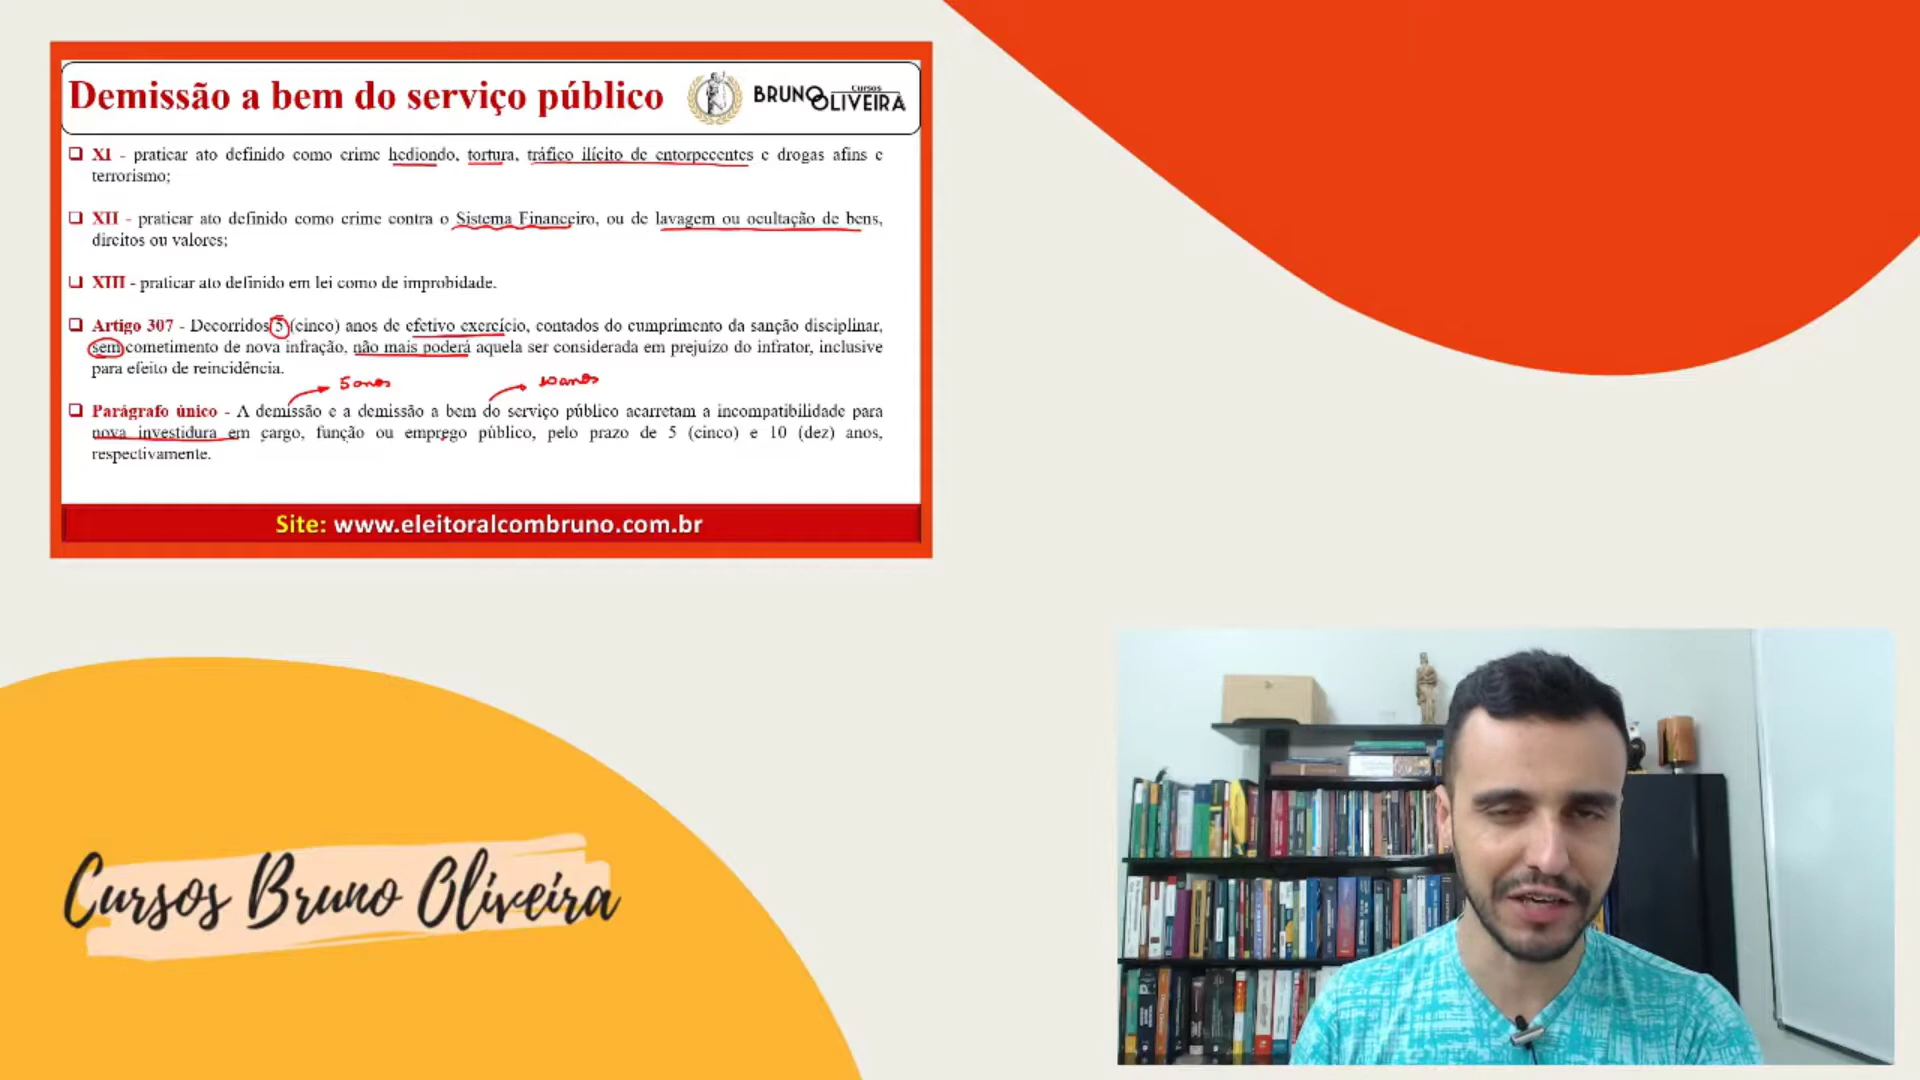 Demissão a bem do serviço público
Cursos
BRUNO OLIVEIRA
XI - praticar ato definido como crime hediondo, tortura, tráfico ilícito de entorpecentes e drogas afins e
terrorismo;
XII - praticar ato definido como crime contra o Sistema Financeiro, ou de lavagem ou ocultação de bens,
direitos ou valores;
XIII - praticar ato definido em lei como de improbidade.
Artigo 307 - Decorridos 5 (cinco) anos de efetivo exercício, contados do cumprimento da sanção disciplinar,
sem cometimento de nova infração, não mais poderá aquela ser considerada em prejuízo do infrator, inclusive
para efeito de reincidência.
5 anos
10 anos
Parágrafo único - A demissão e a demissão a bem do serviço público acarretam a incompatibilidade para
nova investidura em cargo, função ou emprego público, pelo prazo de 5 (cinco) e 10 (dez) anos,
respectivamente.
Site: www.eleitoralcombruno.com.br
Cursos Bruno Oliveira